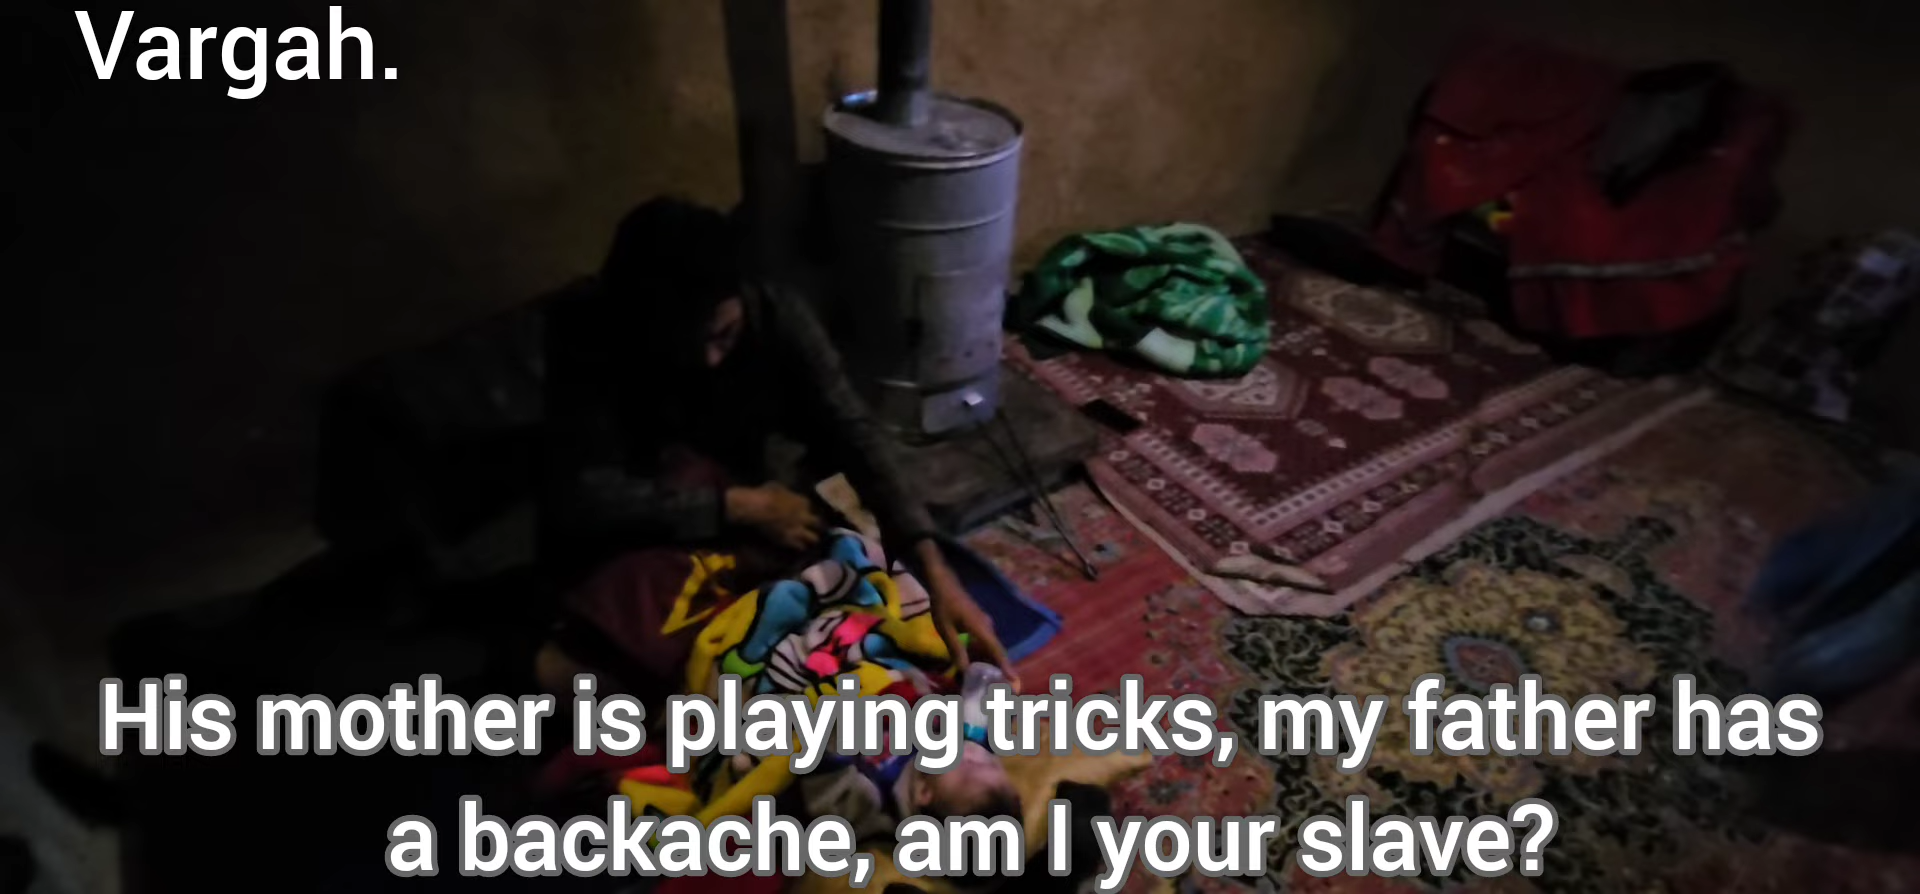 Vargah.
His mother is playing tricks, my father has
a backache, am I your slave?